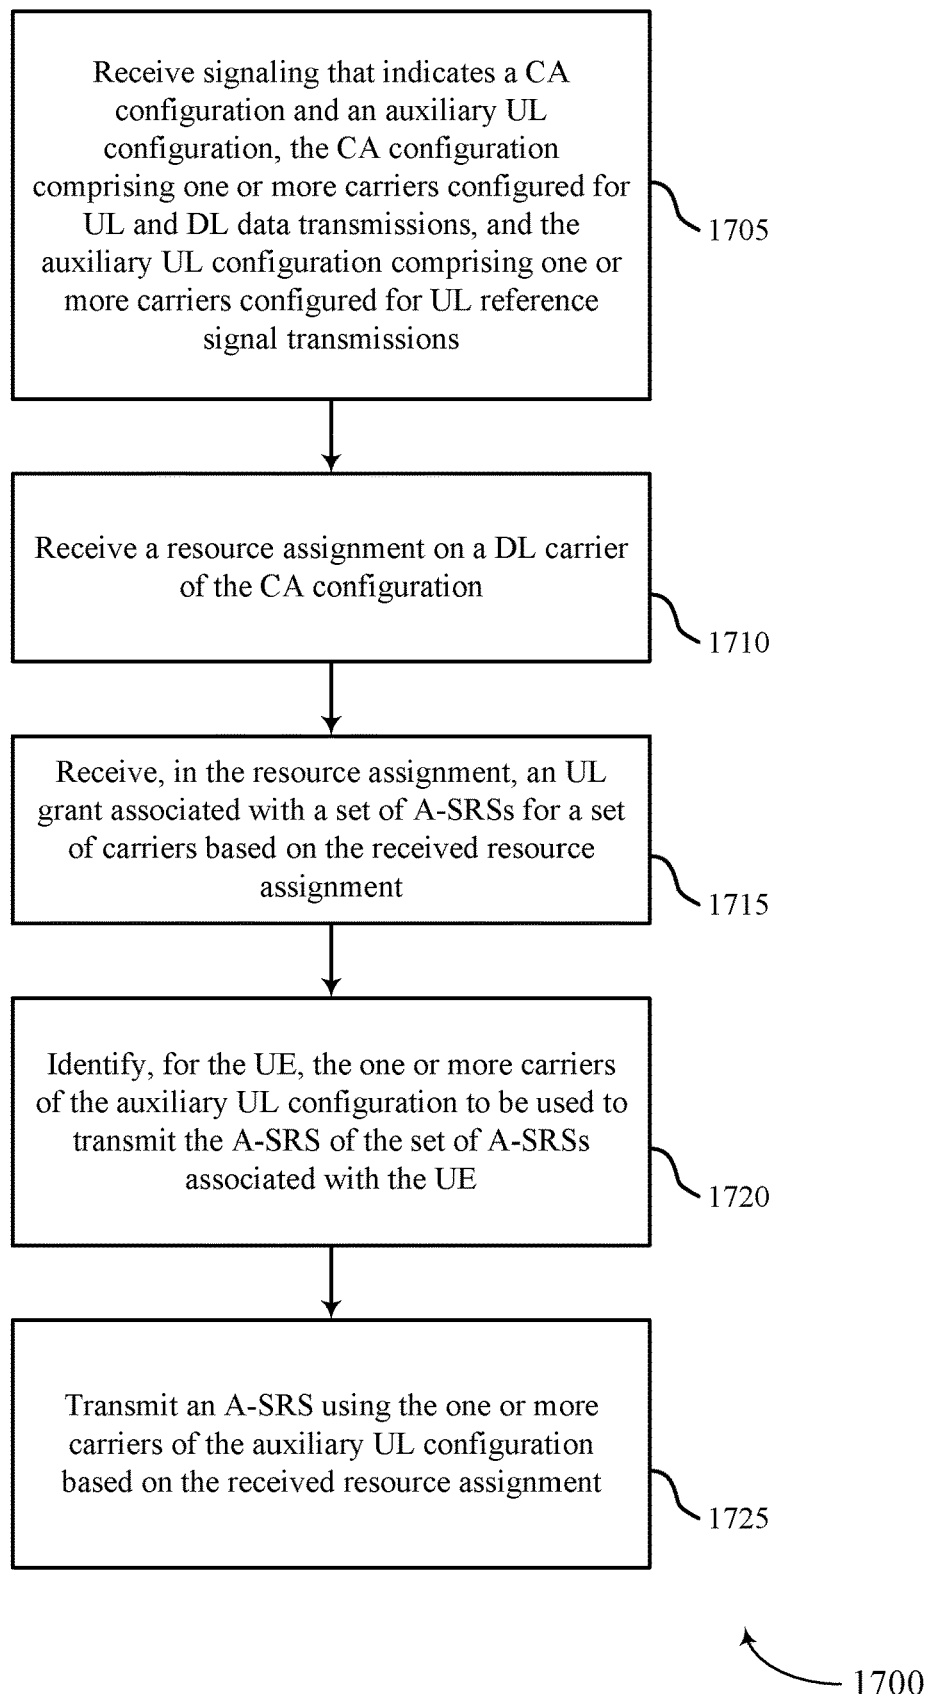 Receive signaling that indicates a CA
configuration and an auxiliary UL
configuration, the CA configuration
comprising one or more carriers configured for
UL and DL data transmissions, and the
auxiliary UL configuration comprising one or
more carriers configured for UL reference
signal transmissions
1705
Receive a resource assignment on a DL carrier
of the CA configuration
1710
Receive, in the resource assignment, an UL
grant associated with a set of A-SRSs for a set
of carriers based on the received resource
assignment
1715
Identify, for the UE, the one or more carriers
of the auxiliary UL configuration to be used to
transmit the A-SRS of the set of A-SRSs
associated with the UE
1720
Transmit an A-SRS using the one or more
carriers of the auxiliary UL configuration
based on the received resource assignment
1725
1700